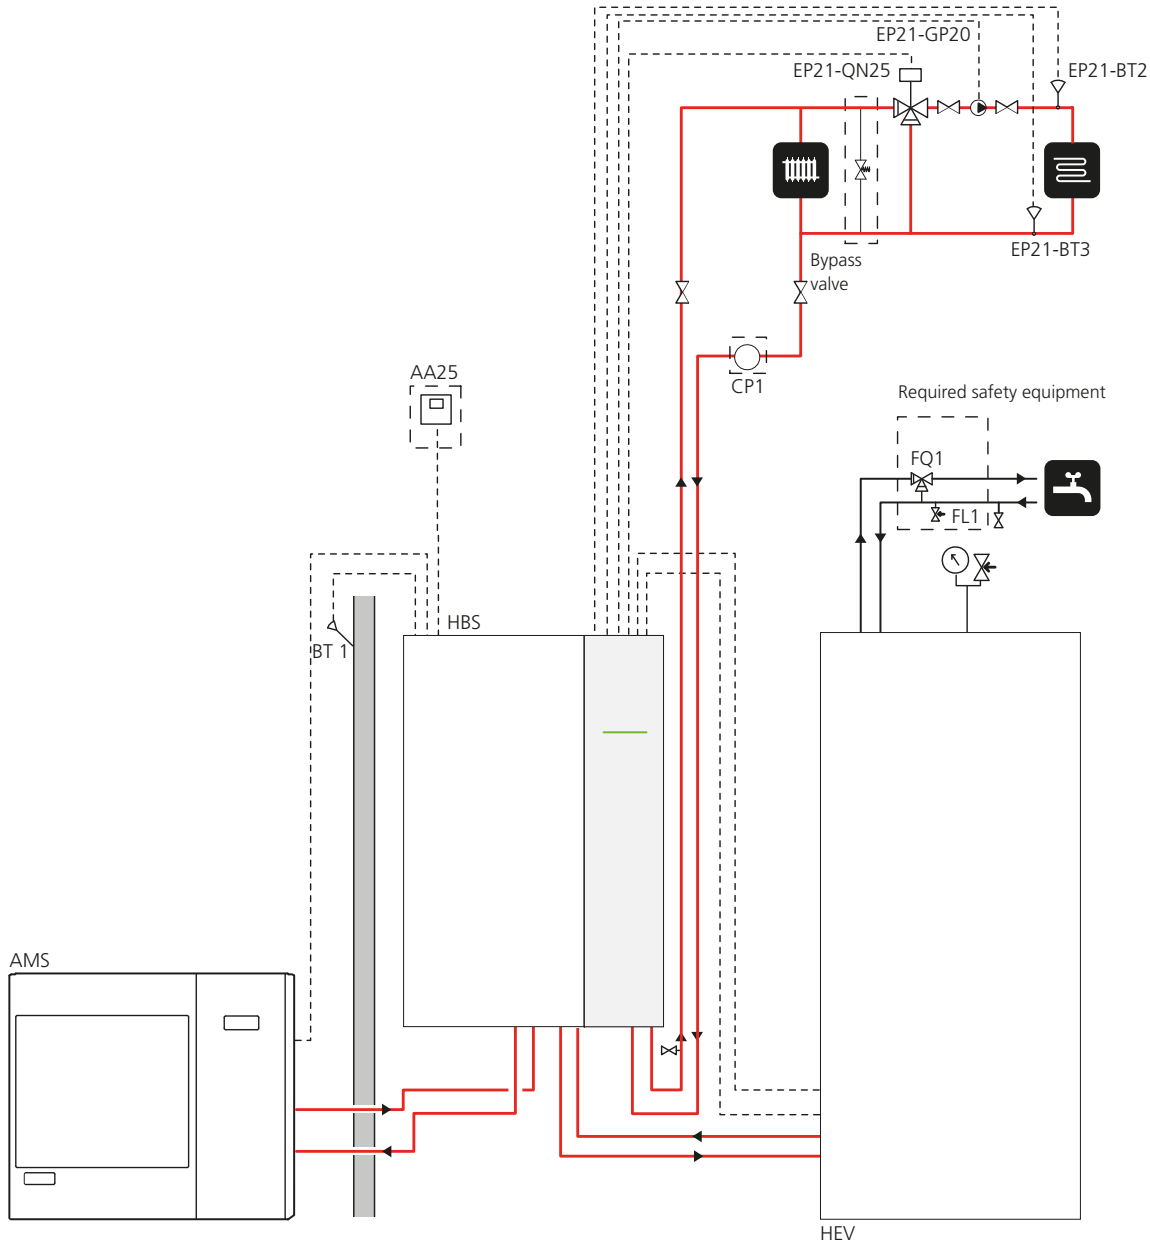 EP21-GP20
EP21-QN25
EP21-BT2
EP21-BT3
Bypass
valve
AA25
CP1
Required safety equipment
FQ1
FL1
HBS
BT 1
AMS
HEV